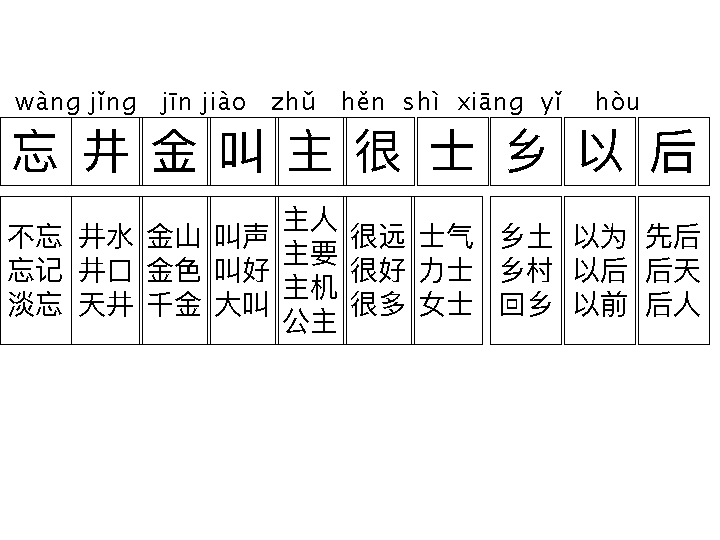 wàng jǐng jīn jiào zhǔ hěn shì xiāng yǐ hòu
忘 井 金 叫 主 很 士 乡 以 后
不忘
忘记
淡忘
井水
井口
天井
金山
金色
千金
叫声
叫好
大叫
主人
主要
主机
公主
很远
很好
很多
士气
力士
女士
乡土
乡村
回乡
以为
以后
以前
先后
后天
后人